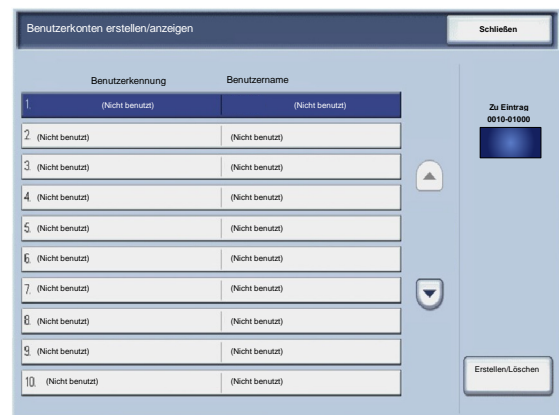 Benutzerkonten erstellen/anzeigen Schließen
Benutzerkennung Benutzername
1. (Nicht benutzt) (Nicht benutzt)
Zu Eintrag
0010-01000
2. (Nicht benutzt) (Nicht benutzt)
3. (Nicht benutzt) (Nicht benutzt)
4. (Nicht benutzt) (Nicht benutzt)
5. (Nicht benutzt) (Nicht benutzt)
6. (Nicht benutzt) (Nicht benutzt)
7. (Nicht benutzt) (Nicht benutzt)
8. (Nicht benutzt) (Nicht benutzt)
9. (Nicht benutzt) (Nicht benutzt)
10. (Nicht benutzt) (Nicht benutzt)
Erstellen/Löschen